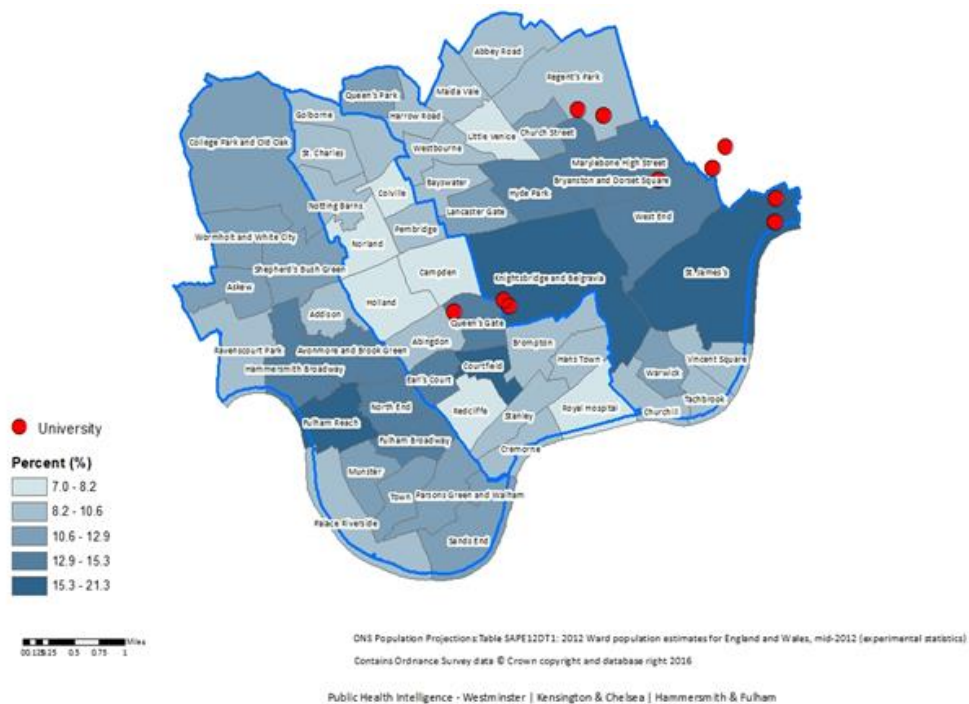 Abbey Road
Regent's Park
Queen's Park
Maida Vale
Harrow Road
Golborne
College Park and Old Oak
Little Venice
Church Street
St. Charles
Westbourne
Marylebone High Street
Bayswater
Bryanston and Dorset Square
Colville
Hyde Park
Notting Barns
Lancaster Gate
West End
Pembridge
Wormholt and White City
Norland
Shepherd's Bush Green
Campden
Knightsbridge and Belgravia
St. James's
Askew
Holland
Addison
Queen's Gate
Abingdon
Brompton
Ravenscourt Park
Avonmore and Brook Green
Hans Town
Vincent Square
Hammersmith Broadway
Courtfield
Warwick
Earl's Court
Tachbrook
North End
Redcliffe
Royal Hospital
Churchill
Stanley
Fulham Reach
Fulham Broadway
Cremorne
Munster
Town
Parsons Green and Walham
Palace Riverside
Sands End
University
Percent (%)
7.0 - 8.2
8.2 - 10.6
10.6 - 12.9
12.9 - 15.3
15.3 - 21.3
Miles
0.5 0.75 1
ONS Population Projections:Table SAPE12DT1: 2012 Ward population estimates for England and Wales, mid-2012 (experimental statistics)
Contains Ordnance Survey data © Crown copyright and database right 2016
Public Health Intelligence - Westminster | Kensington & Chelsea | Hammersmith & Fulham